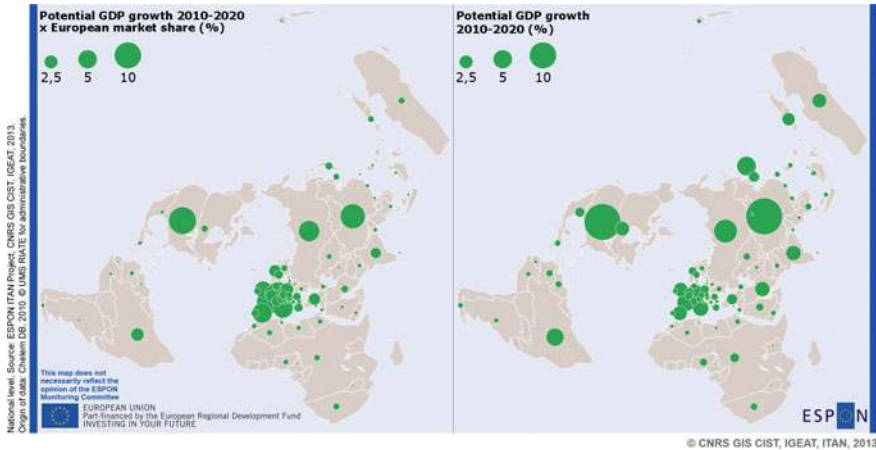 Potential GDP growth 2010-2020
x European market share (%)
2,5 5 10
Potential GDP growth
2010-2020 (%)
2,5 5 10
National level. Source: ESPON ITAN Project, CNRS GIS CIST, IGEAT, 2013.
Origin of data: Chelem DB. 2010. © UMS RIATE for administrative boundaries.
This map does not
necessarily reflect the
opinion of the ESPON
Monitoring Committee
EUROPEAN UNION
Part-financed by the European Regional Development Fund
INVESTING IN YOUR FUTURE
ESPON
© CNRS GIS CIST, IGEAT, ITAN, 2013